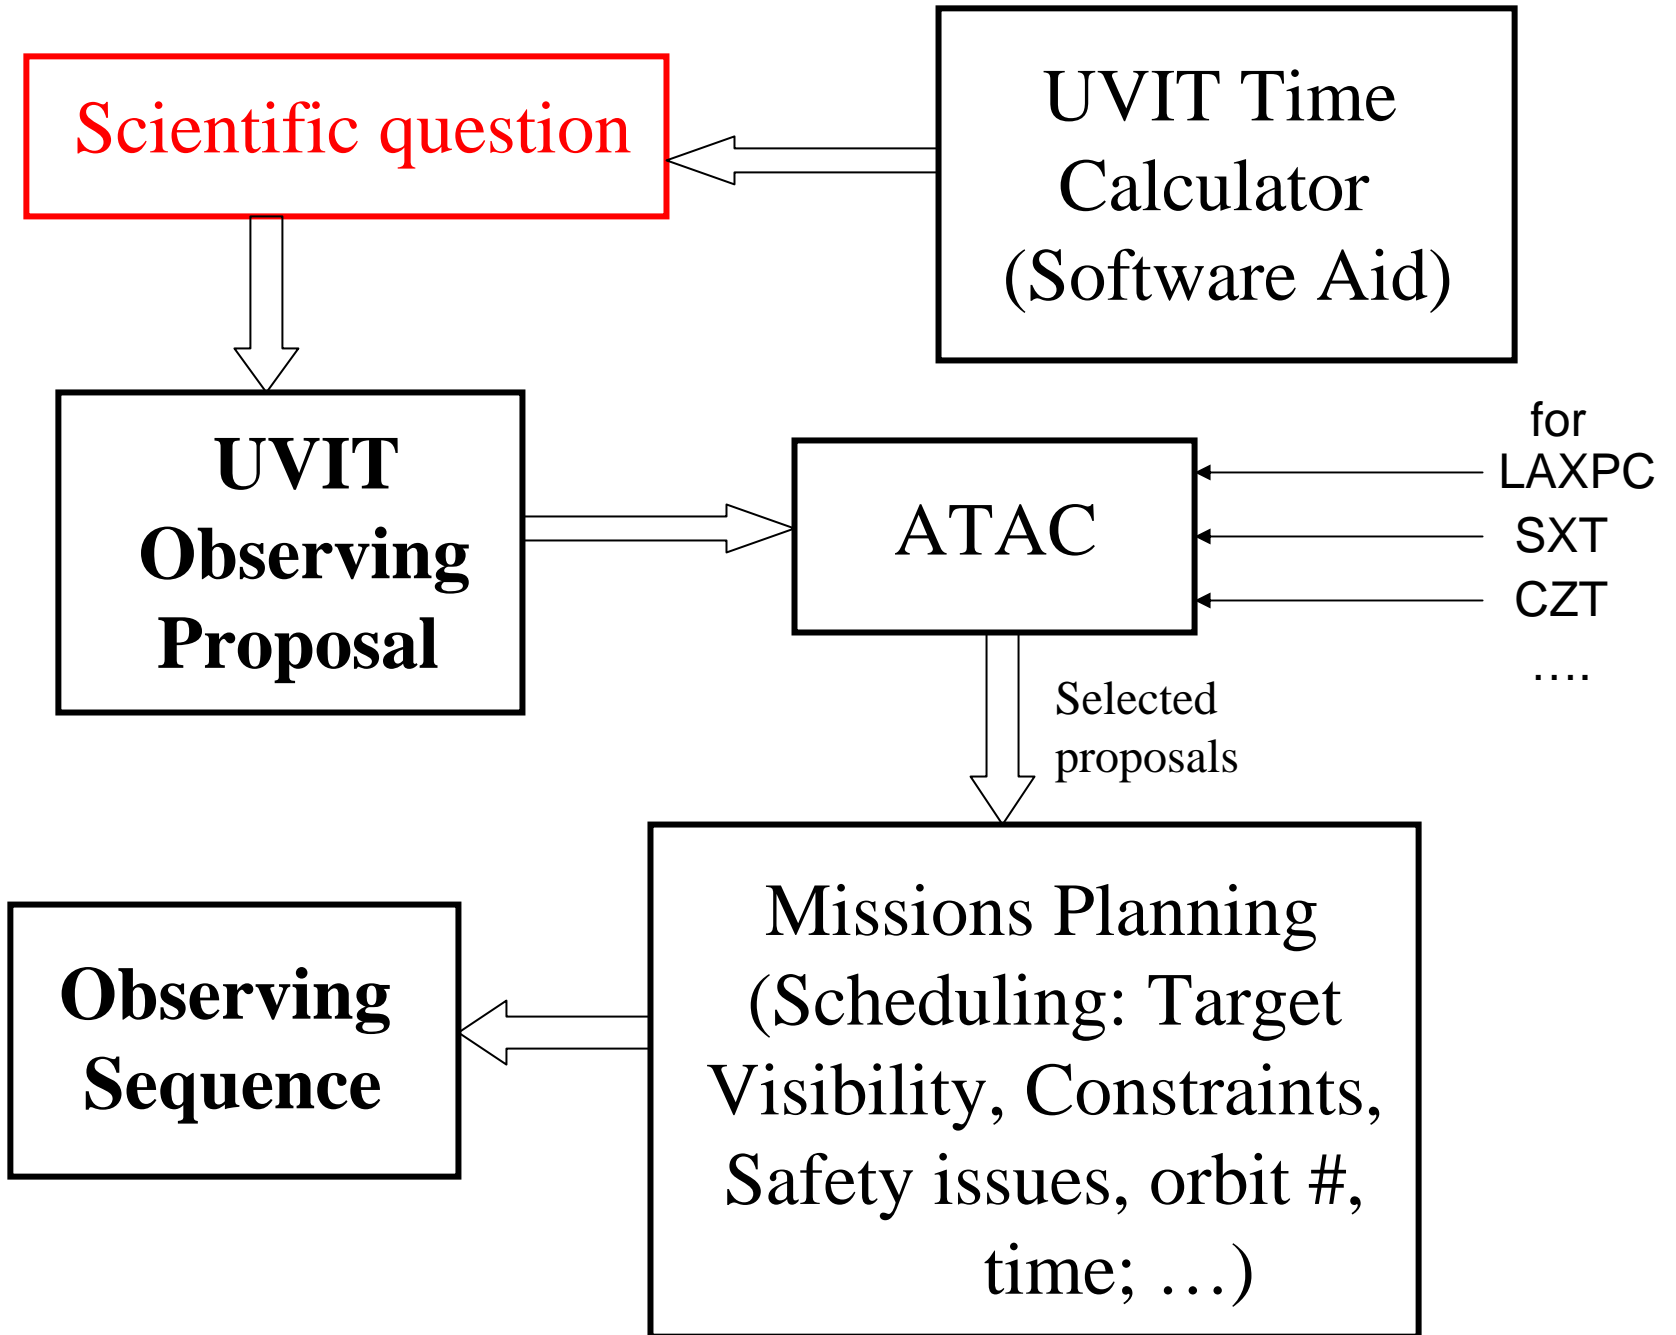 Scientific question
UVIT Time
Calculator
(Software Aid)
UVIT
Observing
Proposal
ATAC
for
LAXPC
SXT
CZT
....
Selected
proposals
Missions Planning
(Scheduling: Target
Visibility, Constraints,
Safety issues, orbit #,
time; …)
Observing
Sequence